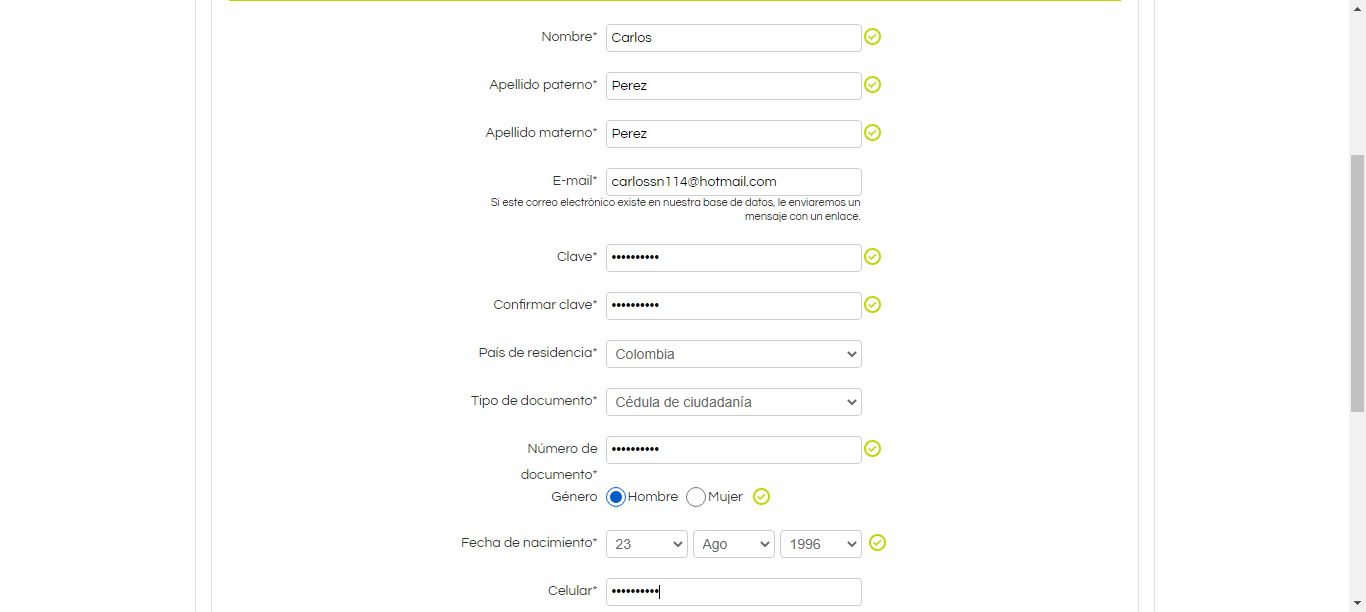 Nombre* Carlos
Apellido paterno* Perez
Apellido materno* Perez
E-mail* carlossn114@hotmail.com
Si este correo electrónico existe en nuestra base de datos, le enviaremos un
mensaje con un enlace.
Clave* ••••••••••
Confirmar clave* ••••••••••
País de residencia* Colombia
Tipo de documento* Cédula de ciudadanía
Número de ••••••••••
documento*
Género Hombre Mujer
Fecha de nacimiento* 23 Ago 1996
Celular* ••••••••••